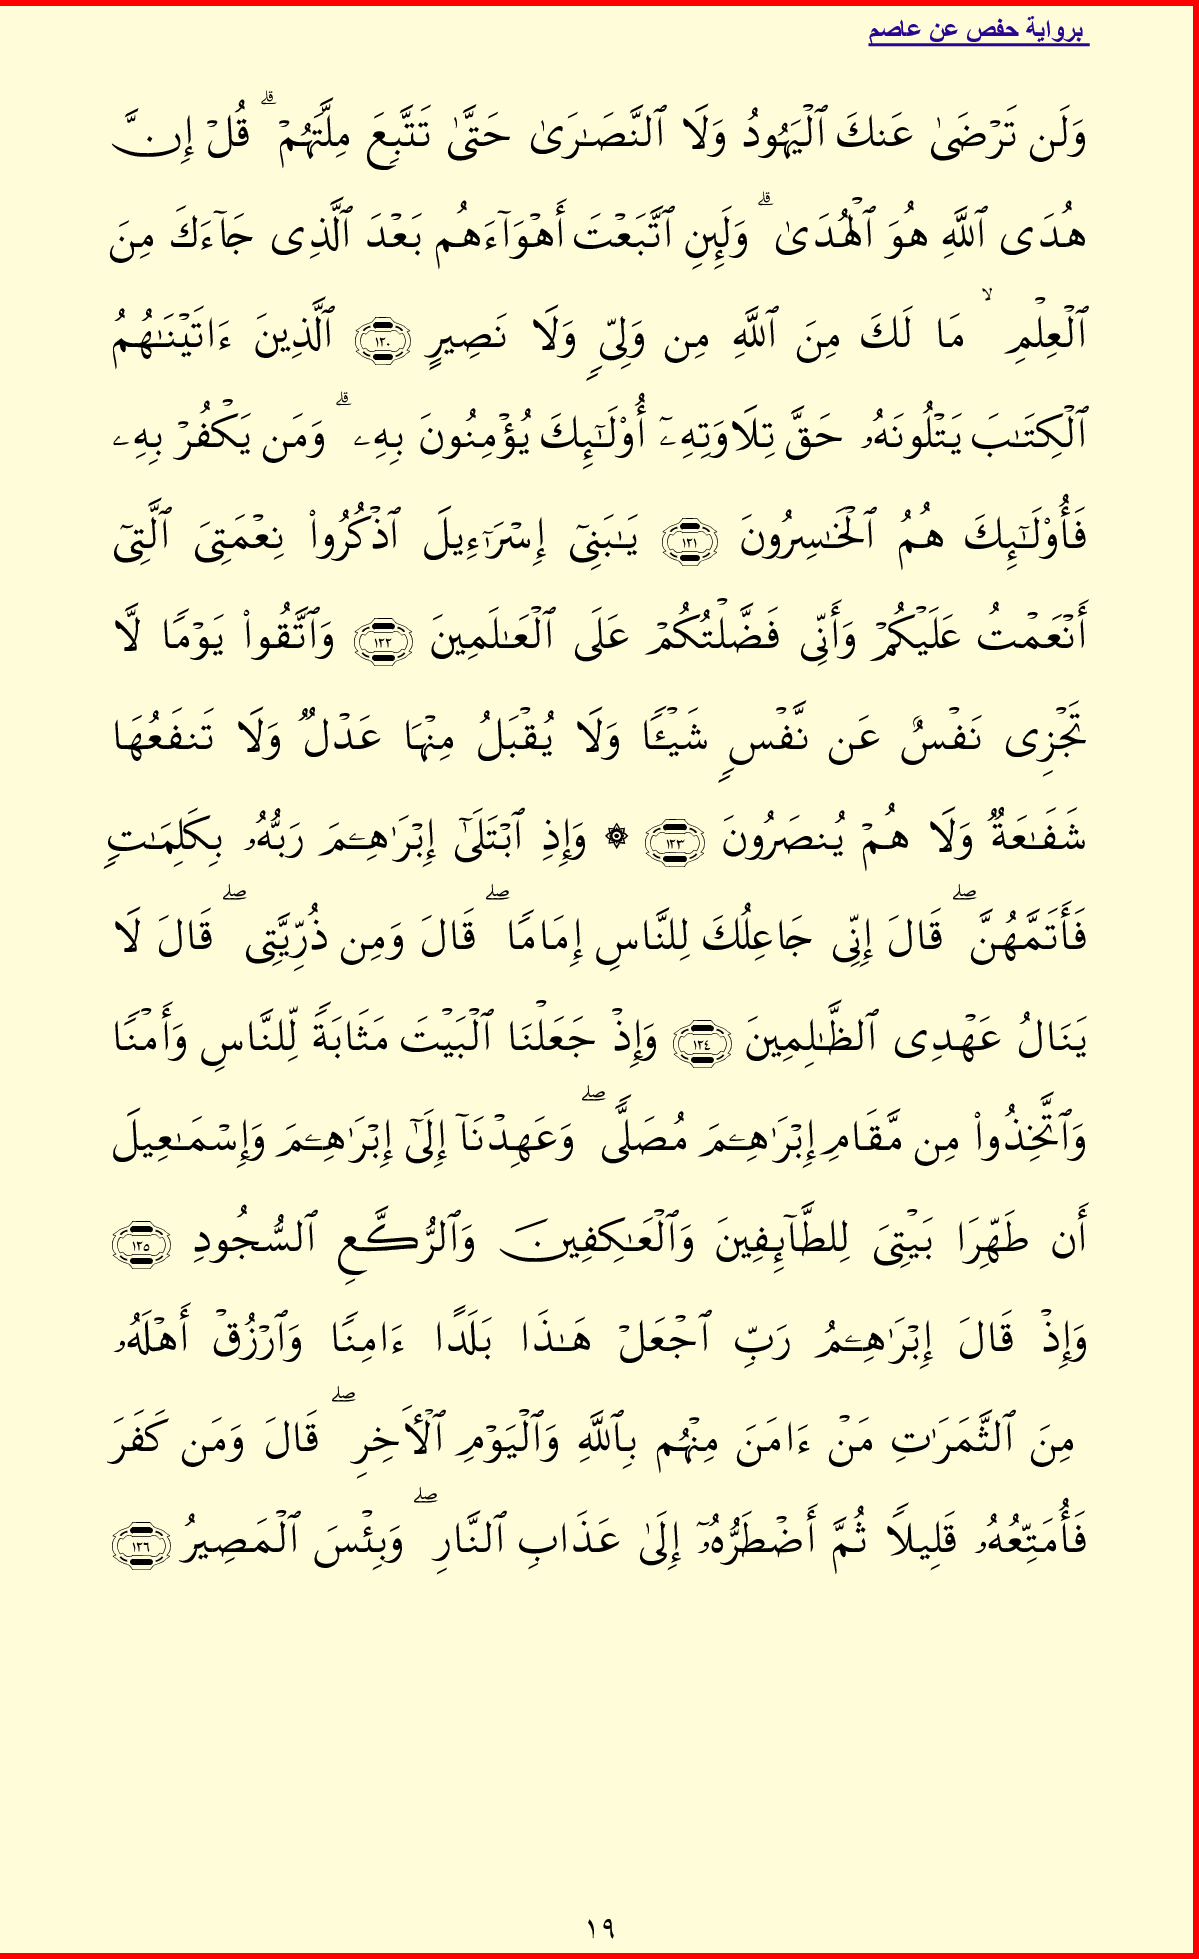 برواية حفص عن عاصم
وَلَن تَرْضَىٰ عَنكَ ٱلْيَهُودُ وَلَا ٱلنَّصَـٰرَىٰ حَتَّىٰ تَتَّبِعَ مِلَّتَهُمْ ۗ قُلْ إِنَّ
هُدَى ٱللَّهِ هُوَ ٱلْهُدَىٰ ۗ وَلَئِنِ ٱتَّبَعْتَ أَهْوَآءَهُم بَعْدَ ٱلَّذِى جَآءَكَ مِنَ
ٱلْعِلْمِ ۙ مَا لَكَ مِنَ ٱللَّهِ مِن وَلِىٍّ وَلَا نَصِيرٍ ١٢٠ ٱلَّذِينَ ءَاتَيْنَـٰهُمُ
ٱلْكِتَـٰبَ يَتْلُونَهُۥ حَقَّ تِلَاوَتِهِۦٓ أُو۟لَـٰٓئِكَ يُؤْمِنُونَ بِهِۦ ۗ وَمَن يَكْفُرْ بِهِۦ
فَأُو۟لَـٰٓئِكَ هُمُ ٱلْخَـٰسِرُونَ ١٢١ يَـٰبَنِىٓ إِسْرَٰٓءِيلَ ٱذْكُرُوا۟ نِعْمَتِىَ ٱلَّتِىٓ
أَنْعَمْتُ عَلَيْكُمْ وَأَنِّى فَضَّلْتُكُمْ عَلَى ٱلْعَـٰلَمِينَ ١٢٢ وَٱتَّقُوا۟ يَوْمًا لَّا
تَجْزِى نَفْسٌ عَن نَّفْسٍ شَيْـًٔا وَلَا يُقْبَلُ مِنْهَا عَدْلٌ وَلَا تَنفَعُهَا
شَفَـٰعَةٌ وَلَا هُمْ يُنصَرُونَ ١٢٣ ۞ وَإِذِ ٱبْتَلَىٰٓ إِبْرَٰهِـۧمَ رَبُّهُۥ بِكَلِمَـٰتٍ
فَأَتَمَّهُنَّ ۖ قَالَ إِنِّى جَاعِلُكَ لِلنَّاسِ إِمَامًا ۖ قَالَ وَمِن ذُرِّيَّتِى ۖ قَالَ لَا
يَنَالُ عَهْدِى ٱلظَّـٰلِمِينَ ١٢٤ وَإِذْ جَعَلْنَا ٱلْبَيْتَ مَثَابَةً لِّلنَّاسِ وَأَمْنًا
وَٱتَّخِذُوا۟ مِن مَّقَامِ إِبْرَٰهِـۧمَ مُصَلًّى ۖ وَعَهِدْنَآ إِلَىٰٓ إِبْرَٰهِـۧمَ وَإِسْمَـٰعِيلَ
أَن طَهِّرَا بَيْتِىَ لِلطَّآئِفِينَ وَٱلْعَـٰكِفِينَ وَٱلرُّكَّعِ ٱلسُّجُودِ ١٢٥
وَإِذْ قَالَ إِبْرَٰهِـۧمُ رَبِّ ٱجْعَلْ هَـٰذَا بَلَدًا ءَامِنًا وَٱرْزُقْ أَهْلَهُۥ
مِنَ ٱلثَّمَرَٰتِ مَنْ ءَامَنَ مِنْهُم بِٱللَّهِ وَٱلْيَوْمِ ٱلْـَٔاخِرِ ۖ قَالَ وَمَن كَفَرَ
فَأُمَتِّعُهُۥ قَلِيلًا ثُمَّ أَضْطَرُّهُۥٓ إِلَىٰ عَذَابِ ٱلنَّارِ ۖ وَبِئْسَ ٱلْمَصِيرُ ١٢٦
١٩